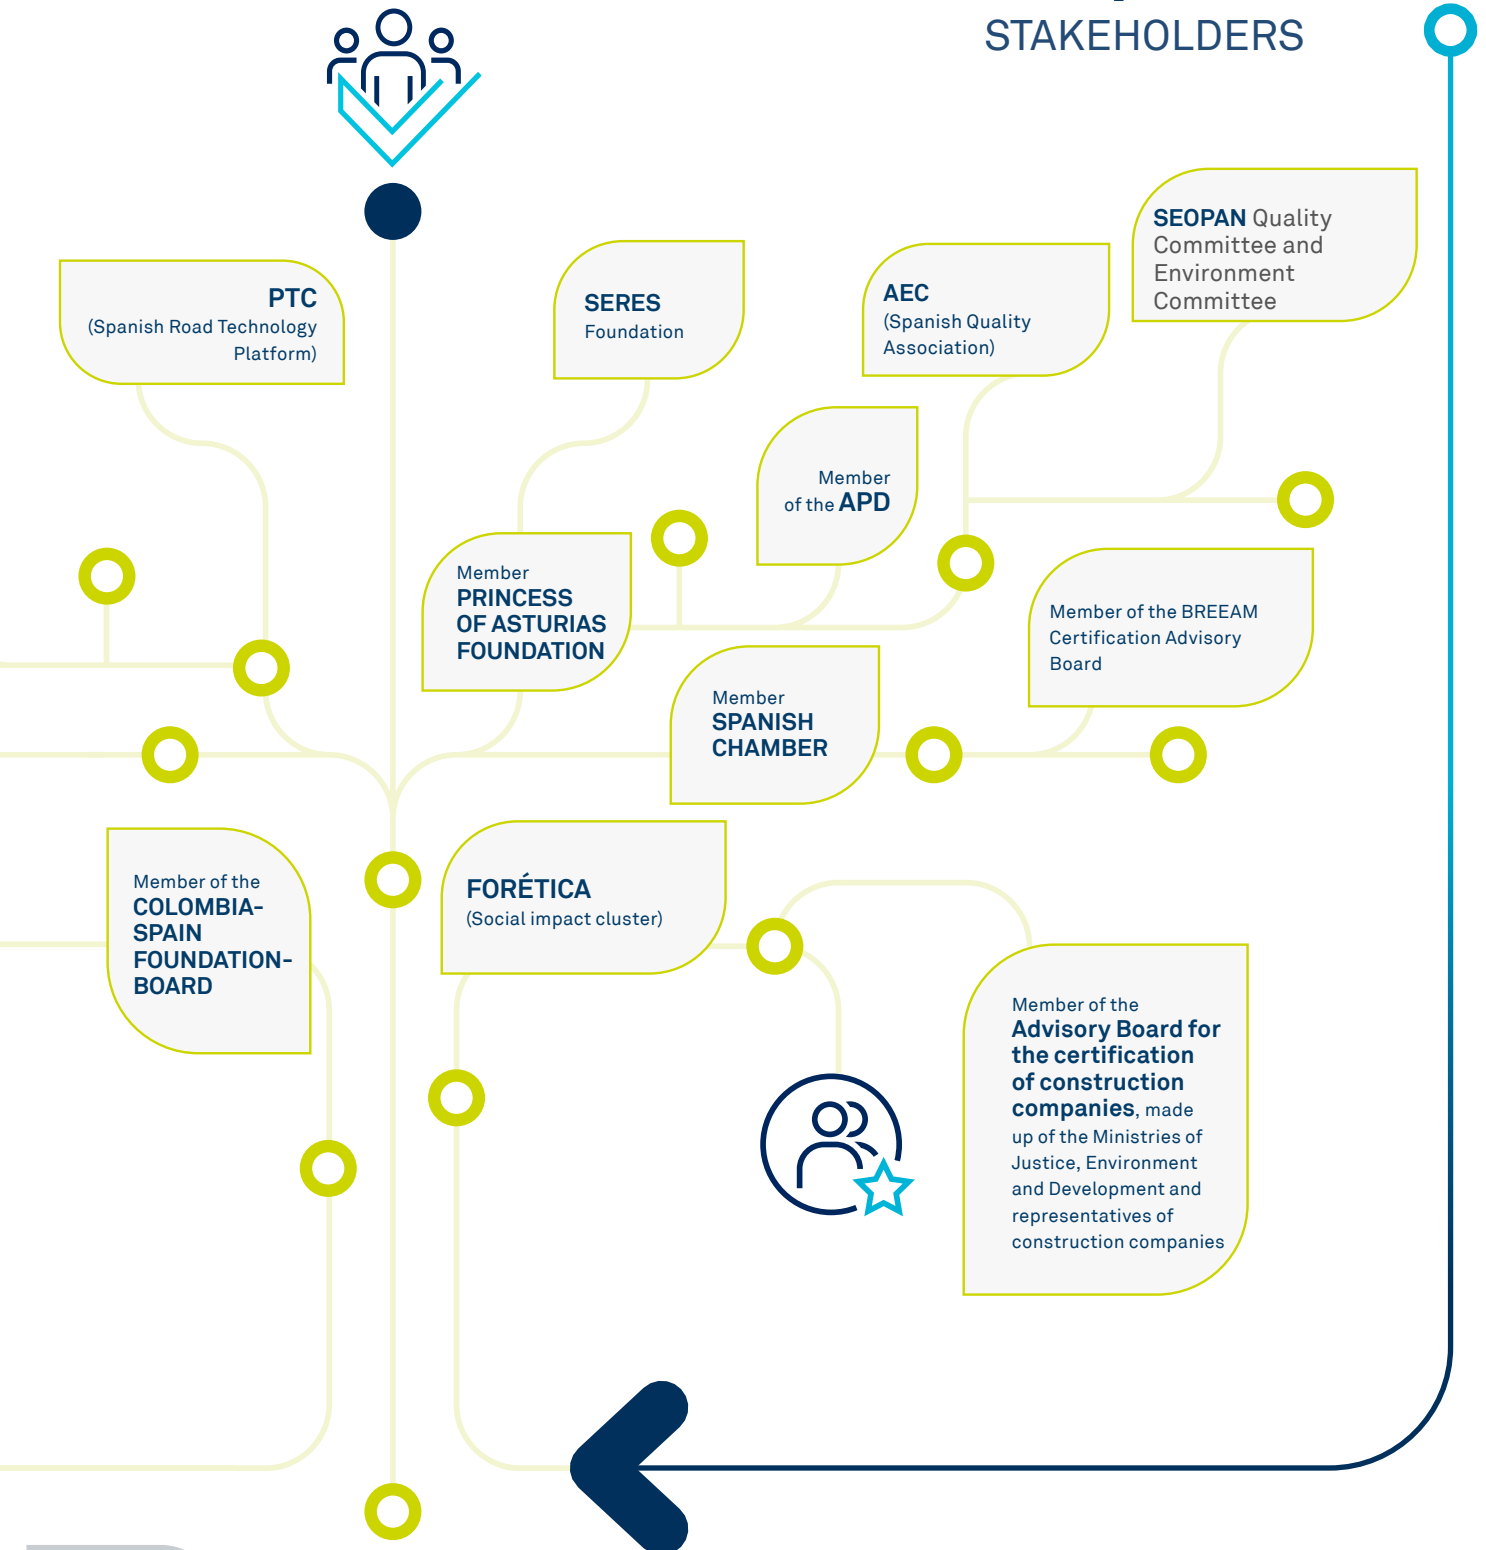 STAKEHOLDERS
PTC
(Spanish Road Technology
Platform)
SERES
Foundation
AEC
(Spanish Quality
Association)
SEOPAN Quality
Committee and
Environment
Committee
Member
of the APD
Member
PRINCESS
OF ASTURIAS
FOUNDATION
Member of the BREEAM
Certification Advisory
Board
Member
SPANISH
CHAMBER
Member of the
COLOMBIA-
SPAIN
FOUNDATION-
BOARD
FORÉTICA
(Social impact cluster)
Member of the
Advisory Board for
the certification
of construction
companies, made
up of the Ministries of
Justice, Environment
and Development and
representatives of
construction companies